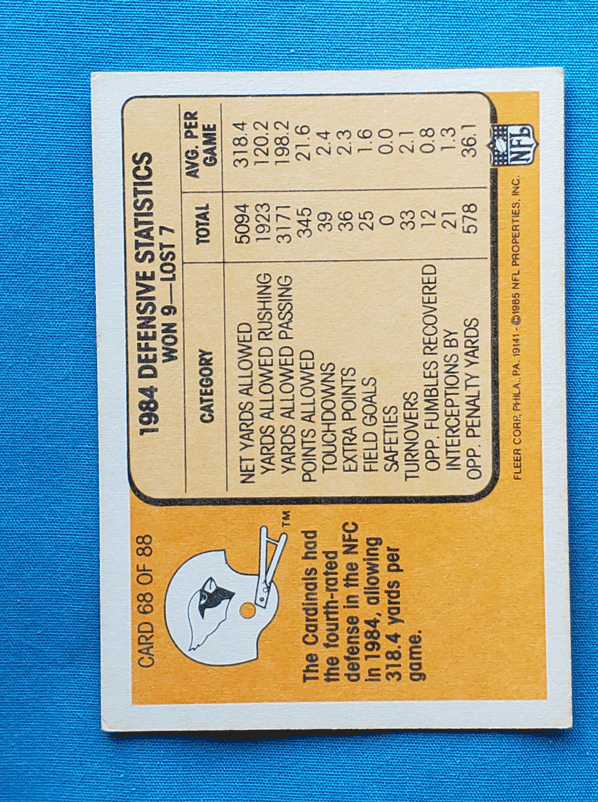 CARD 68 OF 88
TM
The Cardinals had
the fourth-rated
defense in the NFC
in 1984, allowing
318.4 yards per
game.
1984 DEFENSIVE STATISTICS
WON 9—LOST 7
CATEGORY TOTAL AVG. PER GAME
NET YARDS ALLOWED 5094 318.4
YARDS ALLOWED RUSHING 1923 120.2
YARDS ALLOWED PASSING 3171 198.2
POINTS ALLOWED 345 21.6
TOUCHDOWNS 39 2.4
EXTRA POINTS 36 2.3
FIELD GOALS 25 1.6
SAFETIES 0 0.0
TURNOVERS 33 2.1
OPP. FUMBLES RECOVERED 12 0.8
INTERCEPTIONS BY 21 1.3
OPP. PENALTY YARDS 578 36.1
FLEER CORP., PHILA., PA. 19141 - ©1985 NFL PROPERTIES, INC.
NFL